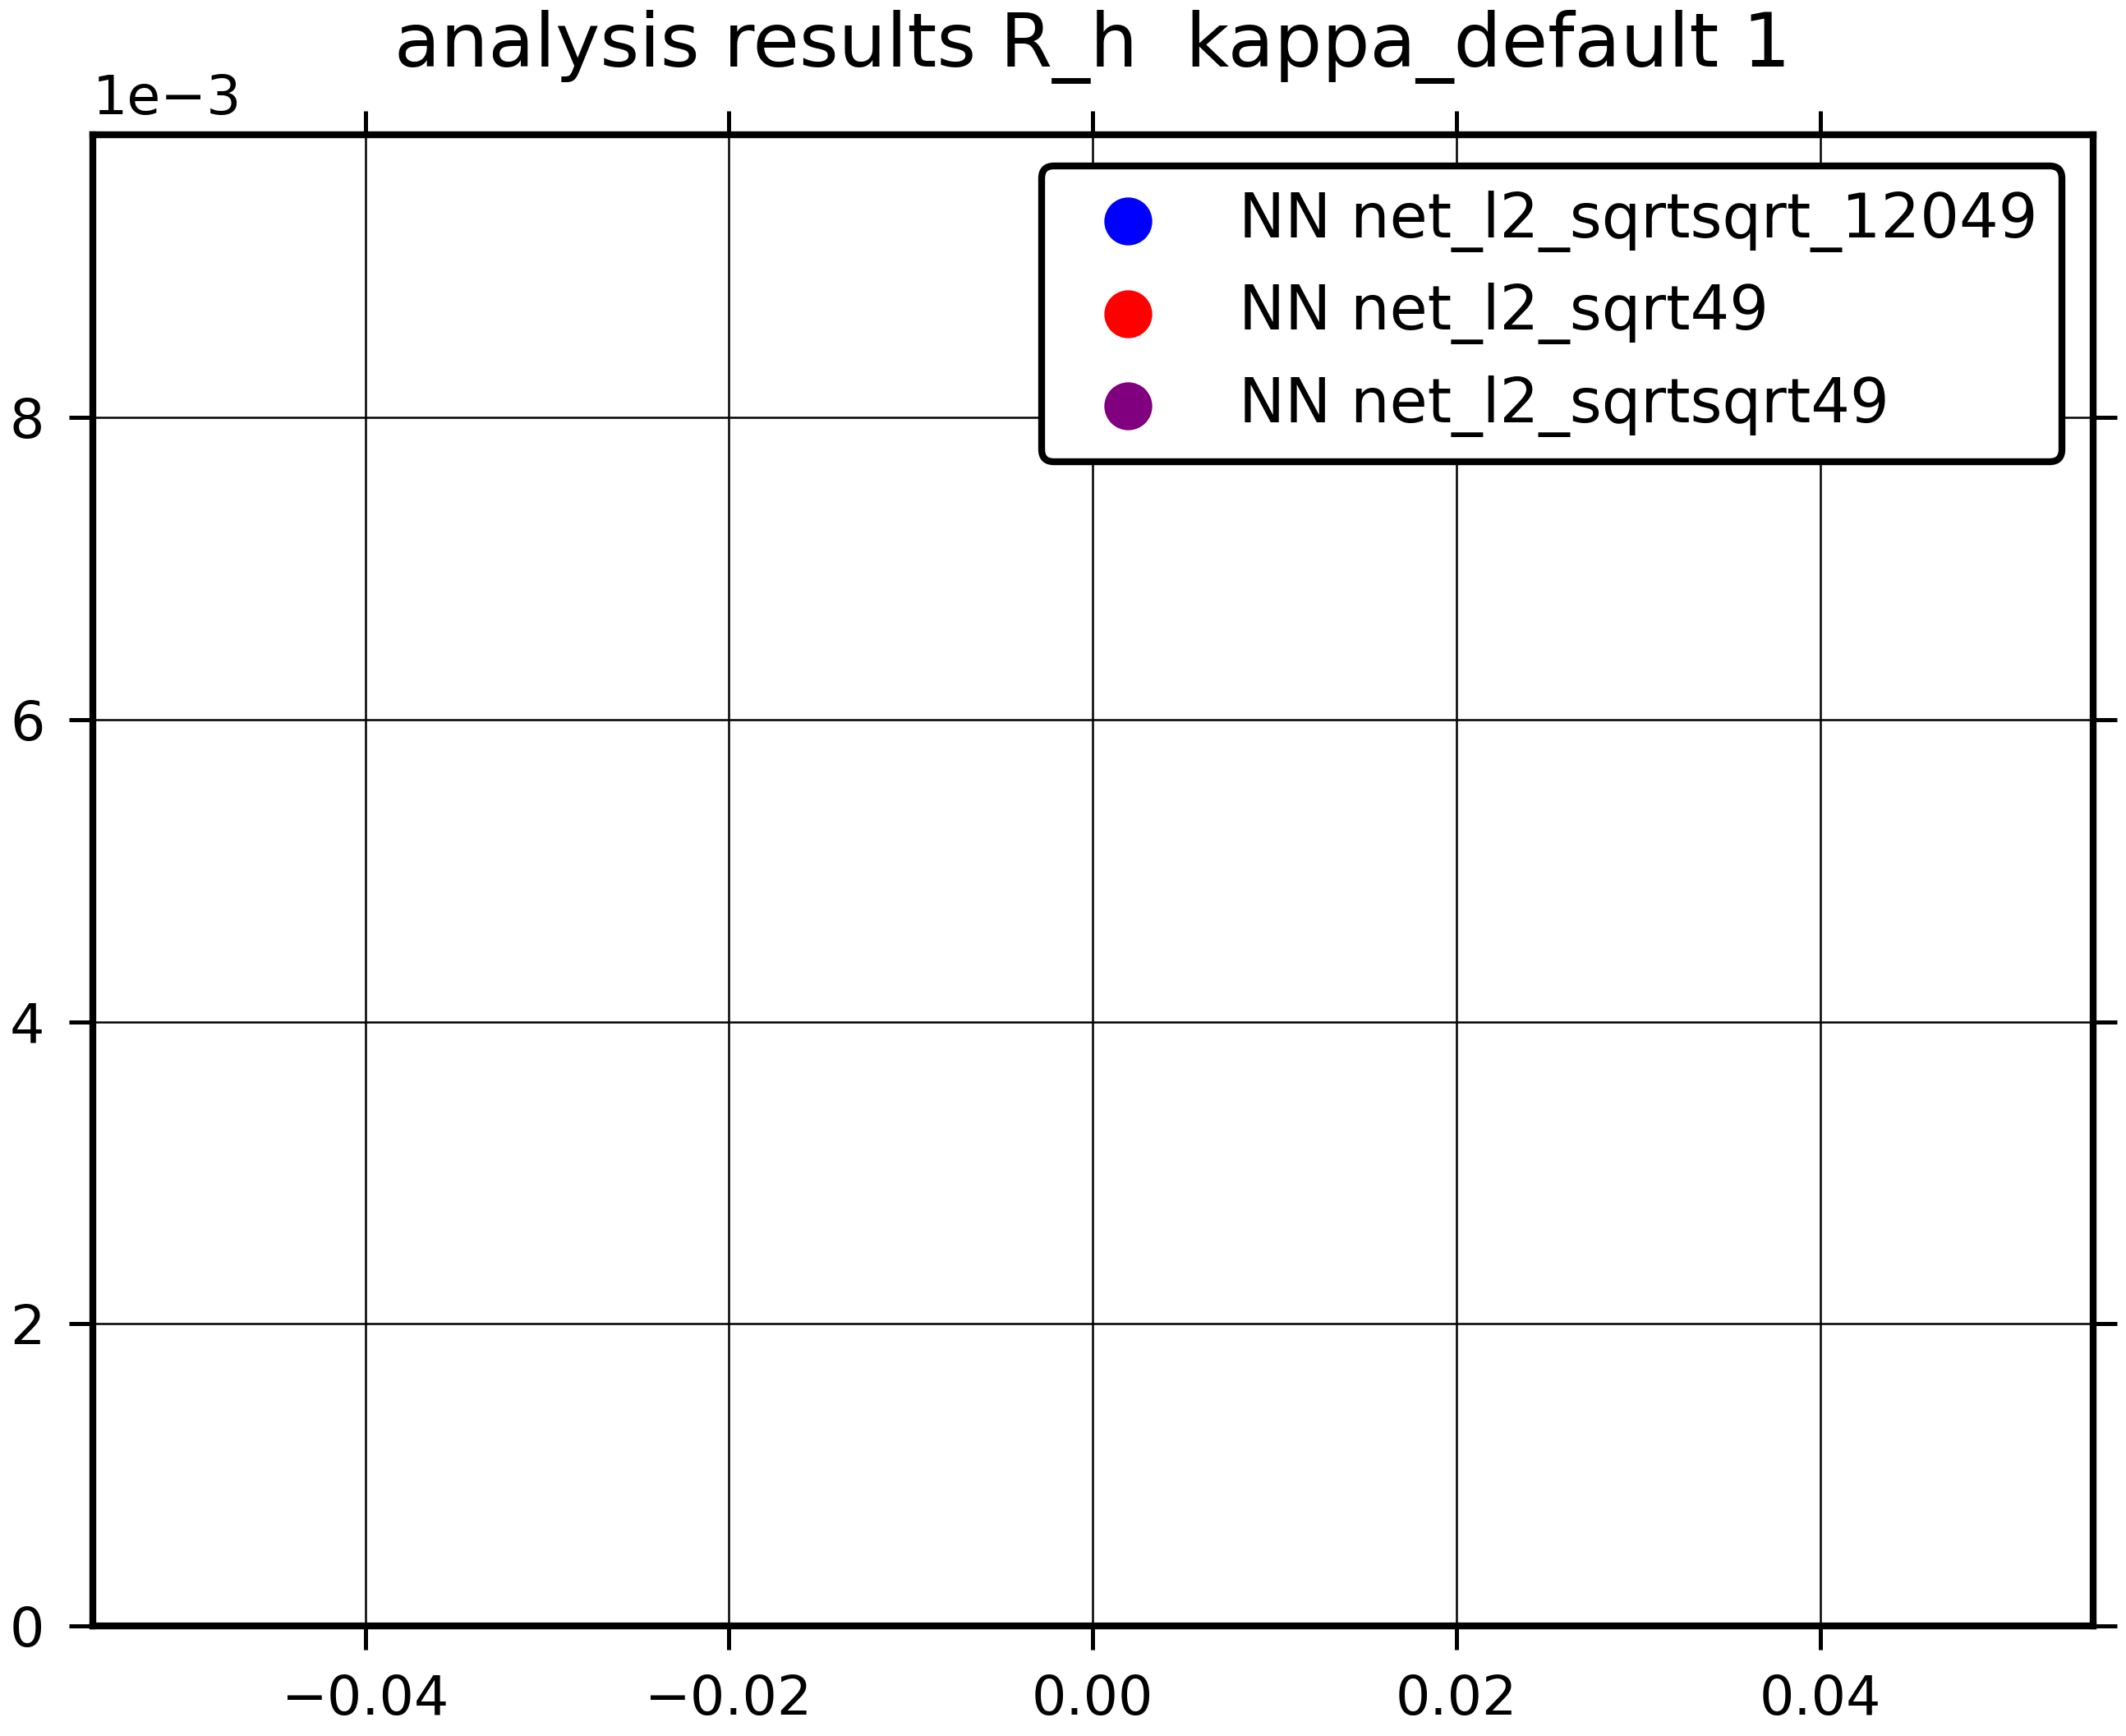 analysis results R_h  kappa_default 1
1e−3
NN net_l2_sqrtsqrt_12049
NN net_l2_sqrt49
NN net_l2_sqrtsqrt49
8
6
4
2
0
−0.04 −0.02 0.00 0.02 0.04